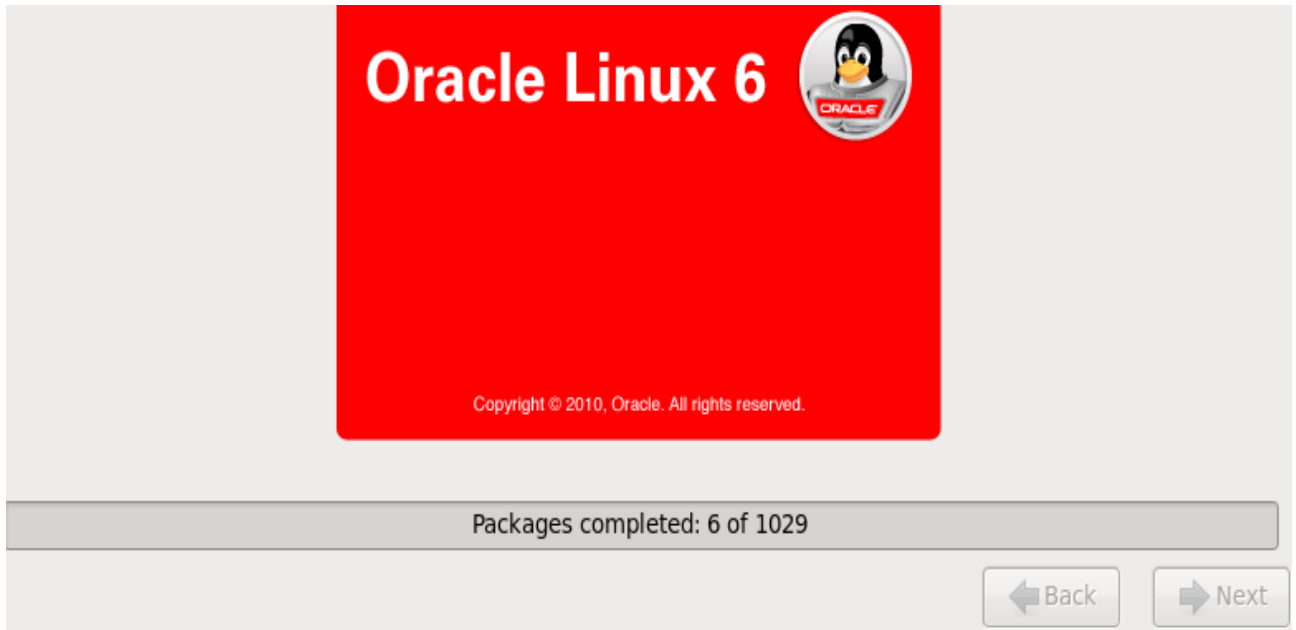 Oracle Linux 6
ORACLE
Copyright © 2010, Oracle. All rights reserved.
Packages completed: 6 of 1029
Back
Next